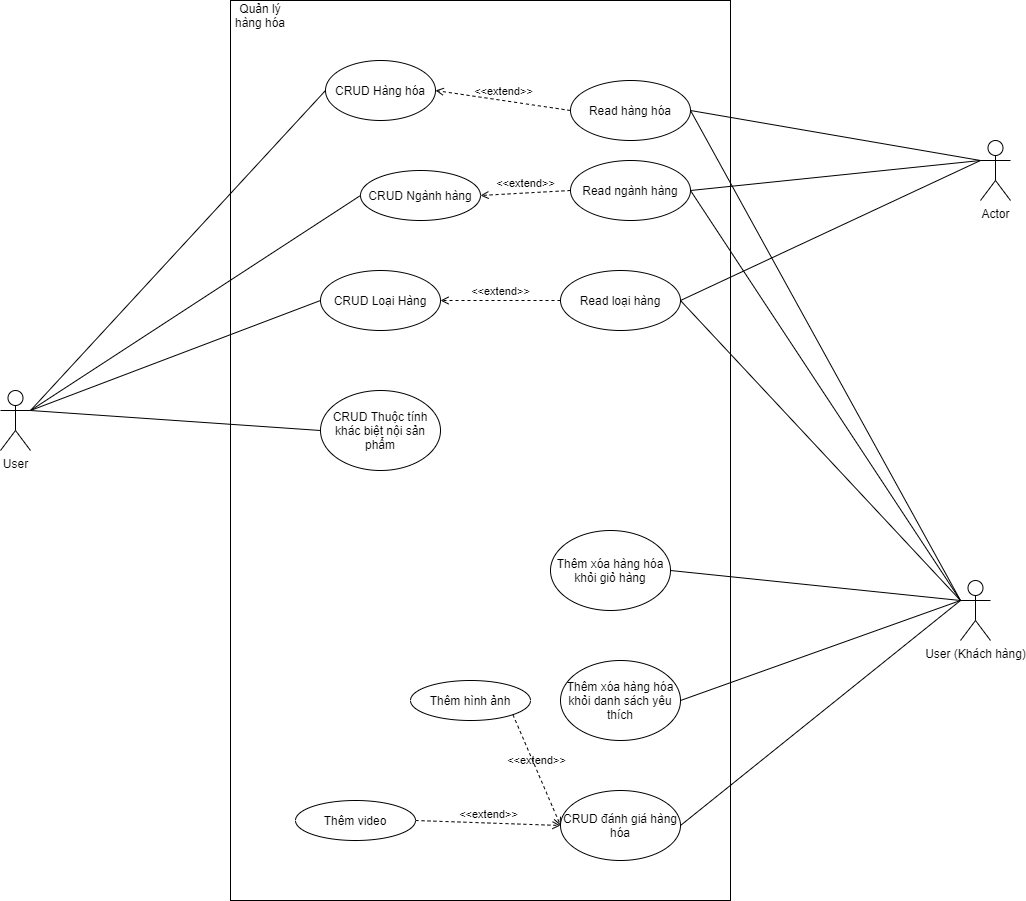 Quản lý
hàng hóa
CRUD Hàng hóa
<<extend>>
Read hàng hóa
CRUD Ngành hàng
<<extend>>
Read ngành hàng
Actor
CRUD Loại Hàng
<<extend>>
Read loại hàng
CRUD Thuộc tính
khác biệt nội sản
phẩm
User
Thêm xóa hàng hóa
khỏi giỏ hàng
User (Khách hàng)
Thêm xóa hàng hóa
khỏi danh sách yêu
thích
Thêm hình ảnh
<<extend>>
Thêm video
<<extend>>
CRUD đánh giá hàng
hóa